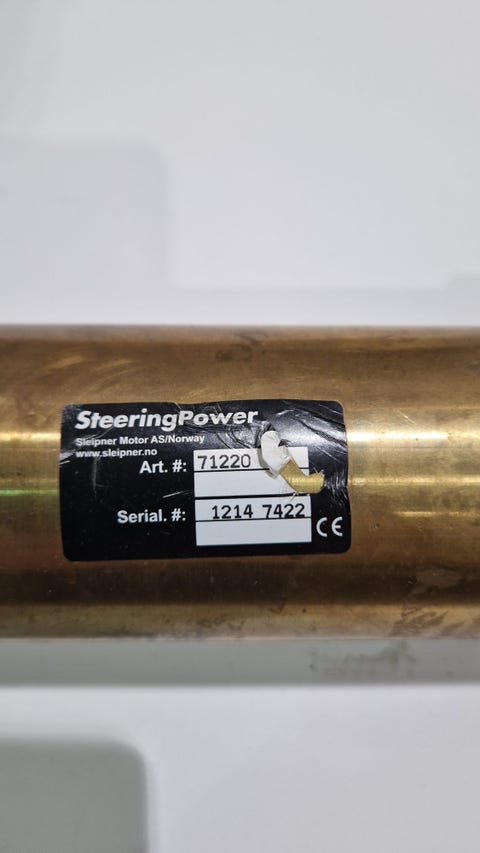 SteeringPower
Sleipner Motor AS/Norway
www.sleipner.no
Art. #: 71220
Serial. #: 1214 7422
CE